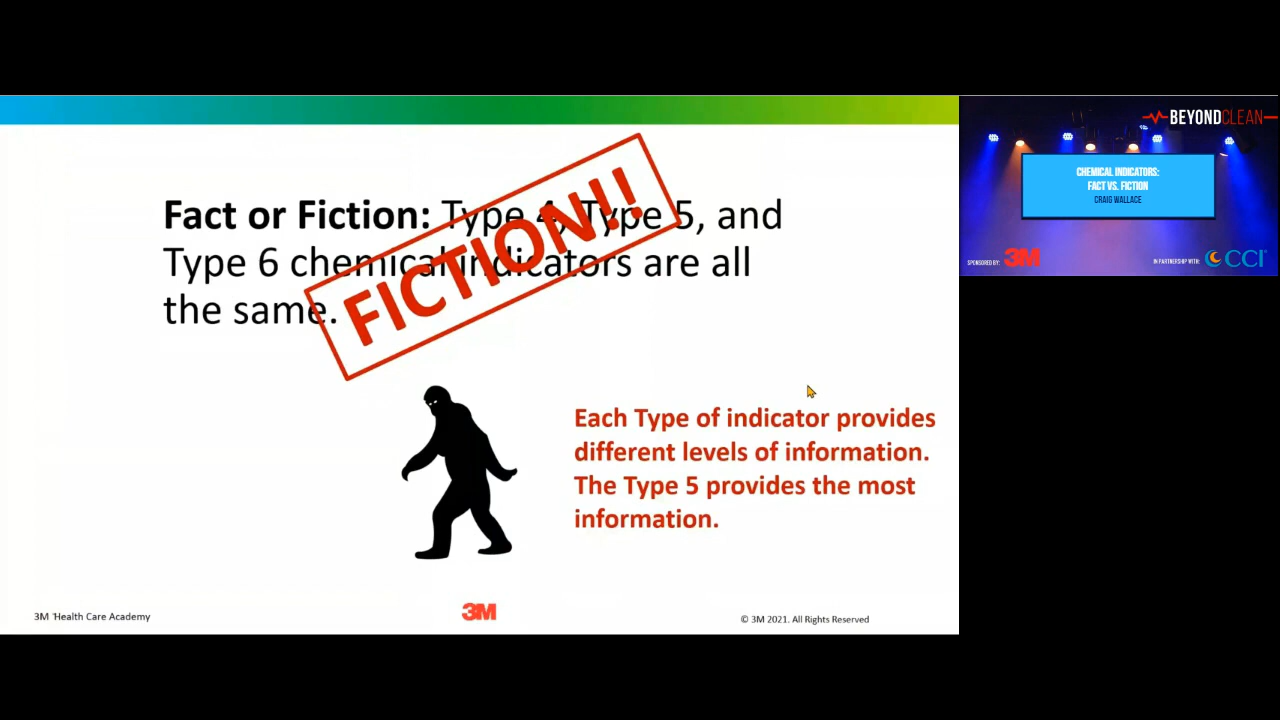 Fact or Fiction: Type 4, Type 5, and
Type 6 chemical indicators are all
the same.
FICTION!!
Each Type of indicator provides
different levels of information.
The Type 5 provides the most
information.
3M Health Care Academy
3M
© 3M 2021. All Rights Reserved
BEYONDCLEAN
CHEMICAL INDICATORS:
FACT VS. FICTION
CRAIG WALLACE
SPONSORED BY: 3M
IN PARTNERSHIP WITH: CCI